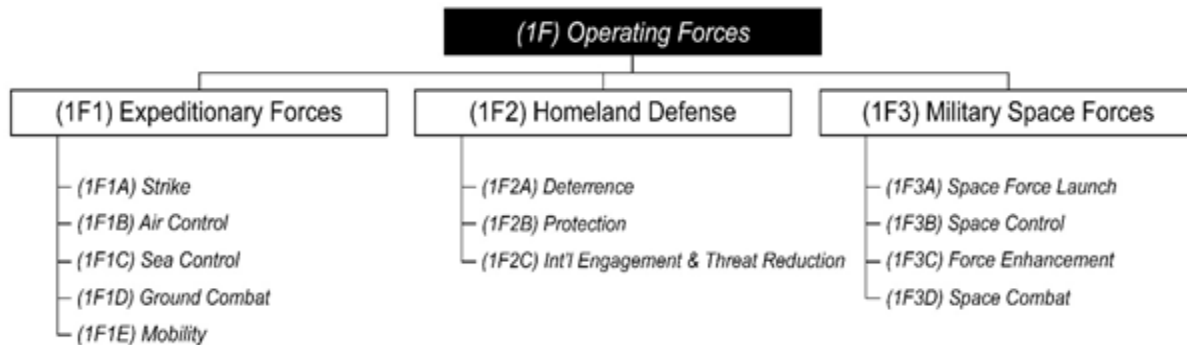 (1F) Operating Forces
(1F1) Expeditionary Forces
(1F1A) Strike
(1F1B) Air Control
(1F1C) Sea Control
(1F1D) Ground Combat
(1F1E) Mobility
(1F2) Homeland Defense
(1F2A) Deterrence
(1F2B) Protection
(1F2C) Int'l Engagement & Threat Reduction
(1F3) Military Space Forces
(1F3A) Space Force Launch
(1F3B) Space Control
(1F3C) Force Enhancement
(1F3D) Space Combat